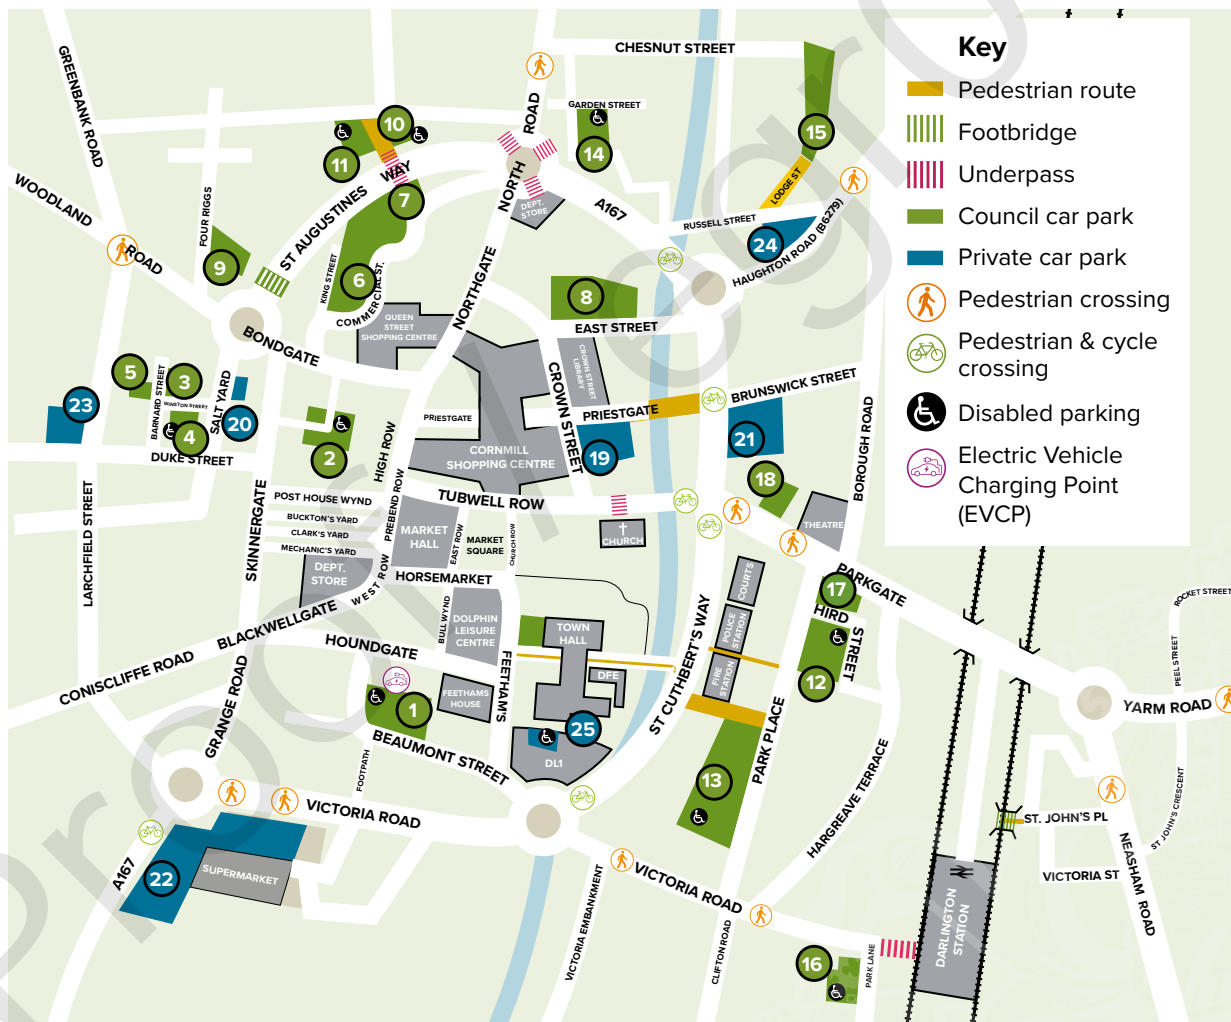 CHESNUT STREET
GREENBANK ROAD
GARDEN STREET
ROAD
10
11
14
15
WAY
NORTH
7
LODGE ST
WOODLAND
ROAD
FOUR RIGGS
ST AUGUSTINES
DEPT.
STORE
A167
RUSSELL STREET
24
HAUGHTON ROAD (B6279)
9
KING STREET
6
COMMERCIAL ST.
NORTHGATE
8
EAST STREET
QUEEN
STREET
SHOPPING CENTRE
BONDGATE
CROWN STREET
LIBRARY
5
3
BARNARD STREET
WINSTON STREET
SALT YARD
23
4
20
DUKE STREET
2
HIGH ROW
PRIESTGATE
CROWN STREET
PRIESTGATE
BRUNSWICK STREET
CORNMILL
SHOPPING CENTRE
19
21
18
BOROUGH ROAD
THEATRE
LARCHFIELD STREET
SKINNERGATE
POST HOUSE WYND
BUCKTON'S YARD
CLARK'S YARD
MECHANIC'S YARD
PREBEND ROW
TUBWELL ROW
MARKET
HALL
EAST ROW
MARKET
SQUARE
CHURCH ROW
CHURCH
DEPT.
STORE
WEST ROW
HORSEMARKET
BLACKWELLGATE
BULL WYND
DOLPHIN
LEISURE
CENTRE
TOWN
HALL
COURTS
POLICE
STATION
FIRE
STATION
17
HIRD
STREET
12
PARKGATE
CONISCLIFFE ROAD
HOUNDGATE
GRANGE ROAD
FEETHAMS
HOUSE
FEETHAMS
DFE
ST CUTHBERT'S WAY
1
BEAUMONT STREET
25
DL1
PARK PLACE
13
FOOTPATH
VICTORIA ROAD
A167
22
SUPERMARKET
VICTORIA ROAD
VICTORIA EMBANKMENT
CLIFTON ROAD
HARGREAVE TERRACE
16
PARK LANE
DARLINGTON
STATION
ROCKET STREET
PEEL STREET
YARM ROAD
ST. JOHN'S PL
ST JOHN'S CRESCENT
VICTORIA ST
NEASHAM ROAD
Key
Pedestrian route
Footbridge
Underpass
Council car park
Private car park
Pedestrian crossing
Pedestrian & cycle
crossing
Disabled parking
Electric Vehicle
Charging Point
(EVCP)